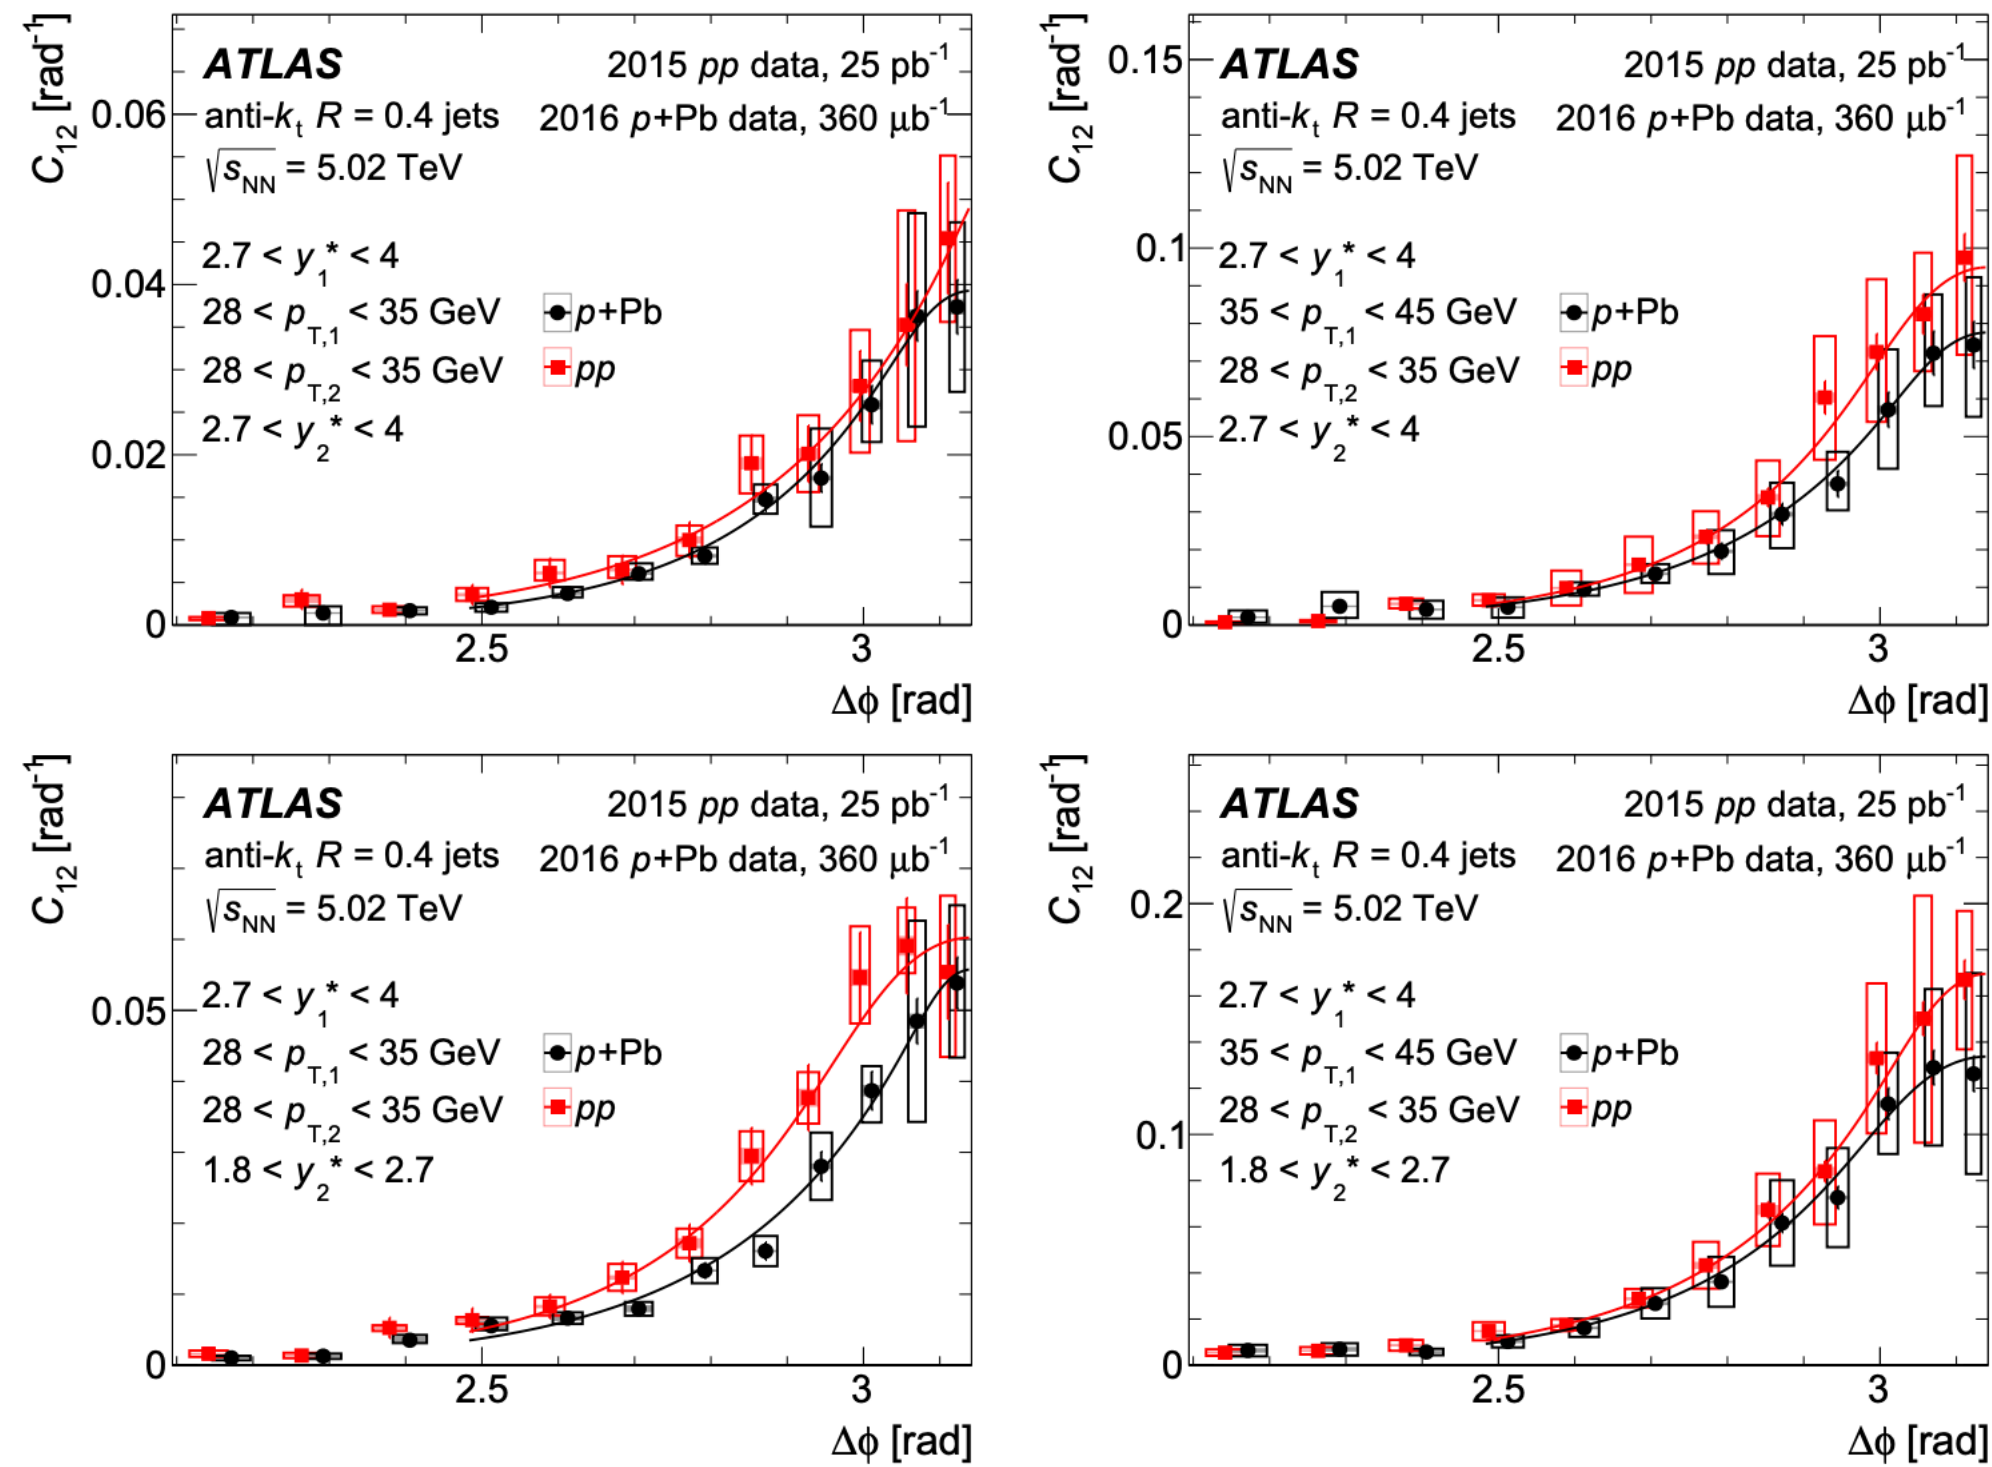 C12 [rad-1]
ATLAS
2015 pp data, 25 pb-1
anti-kt R = 0.4 jets
2016 p+Pb data, 360 μb-1
√sNN = 5.02 TeV
2.7 < y1* < 4
28 < pT,1 < 35 GeV
28 < pT,2 < 35 GeV
2.7 < y2* < 4
p+Pb
pp
0.06
0.04
0.02
0
2.5
3
Δϕ [rad]
C12 [rad-1]
ATLAS
2015 pp data, 25 pb-1
anti-kt R = 0.4 jets
2016 p+Pb data, 360 μb-1
√sNN = 5.02 TeV
2.7 < y1* < 4
35 < pT,1 < 45 GeV
28 < pT,2 < 35 GeV
2.7 < y2* < 4
p+Pb
pp
0.15
0.1
0.05
0
2.5
3
Δϕ [rad]
C12 [rad-1]
ATLAS
2015 pp data, 25 pb-1
anti-kt R = 0.4 jets
2016 p+Pb data, 360 μb-1
√sNN = 5.02 TeV
2.7 < y1* < 4
28 < pT,1 < 35 GeV
28 < pT,2 < 35 GeV
1.8 < y2* < 2.7
p+Pb
pp
0.05
0
2.5
3
Δϕ [rad]
C12 [rad-1]
ATLAS
2015 pp data, 25 pb-1
anti-kt R = 0.4 jets
2016 p+Pb data, 360 μb-1
√sNN = 5.02 TeV
2.7 < y1* < 4
35 < pT,1 < 45 GeV
28 < pT,2 < 35 GeV
1.8 < y2* < 2.7
p+Pb
pp
0.2
0.1
0
2.5
3
Δϕ [rad]